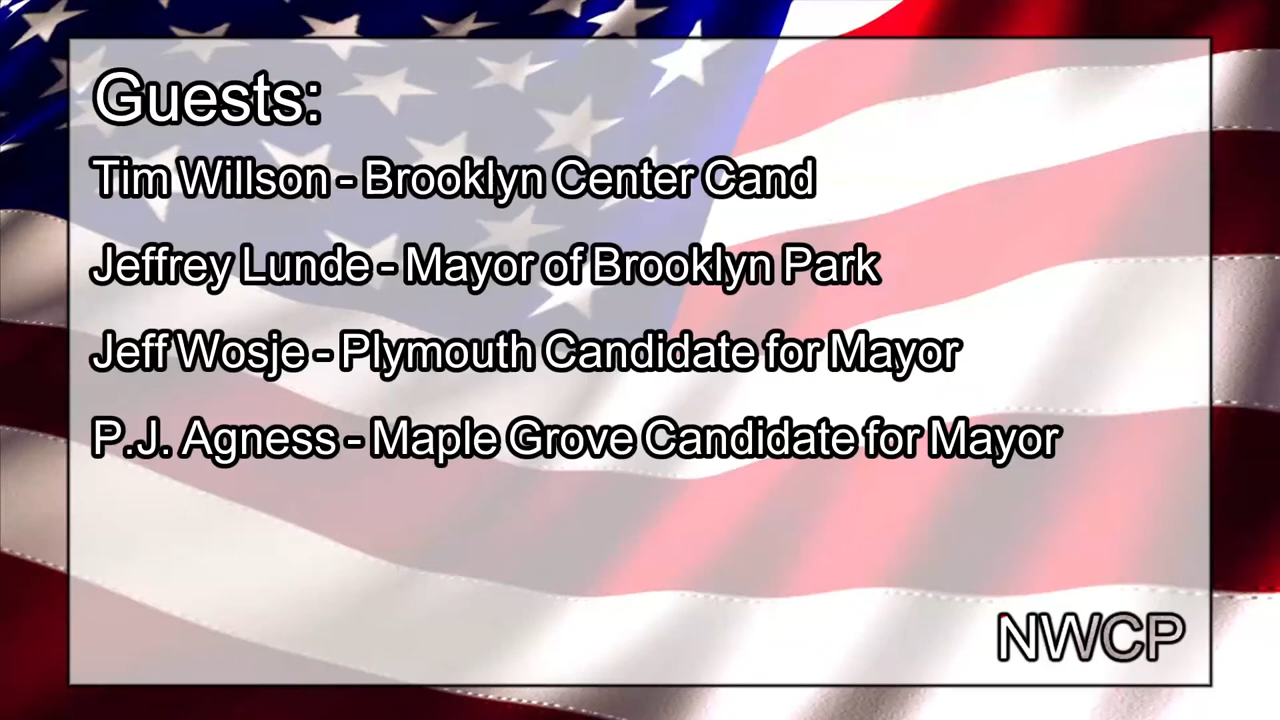 Guests:
Tim Willson - Brooklyn Center Cand
Jeffrey Lunde - Mayor of Brooklyn Park
Jeff Wosje - Plymouth Candidate for Mayor
P.J. Agness - Maple Grove Candidate for Mayor
NWCP